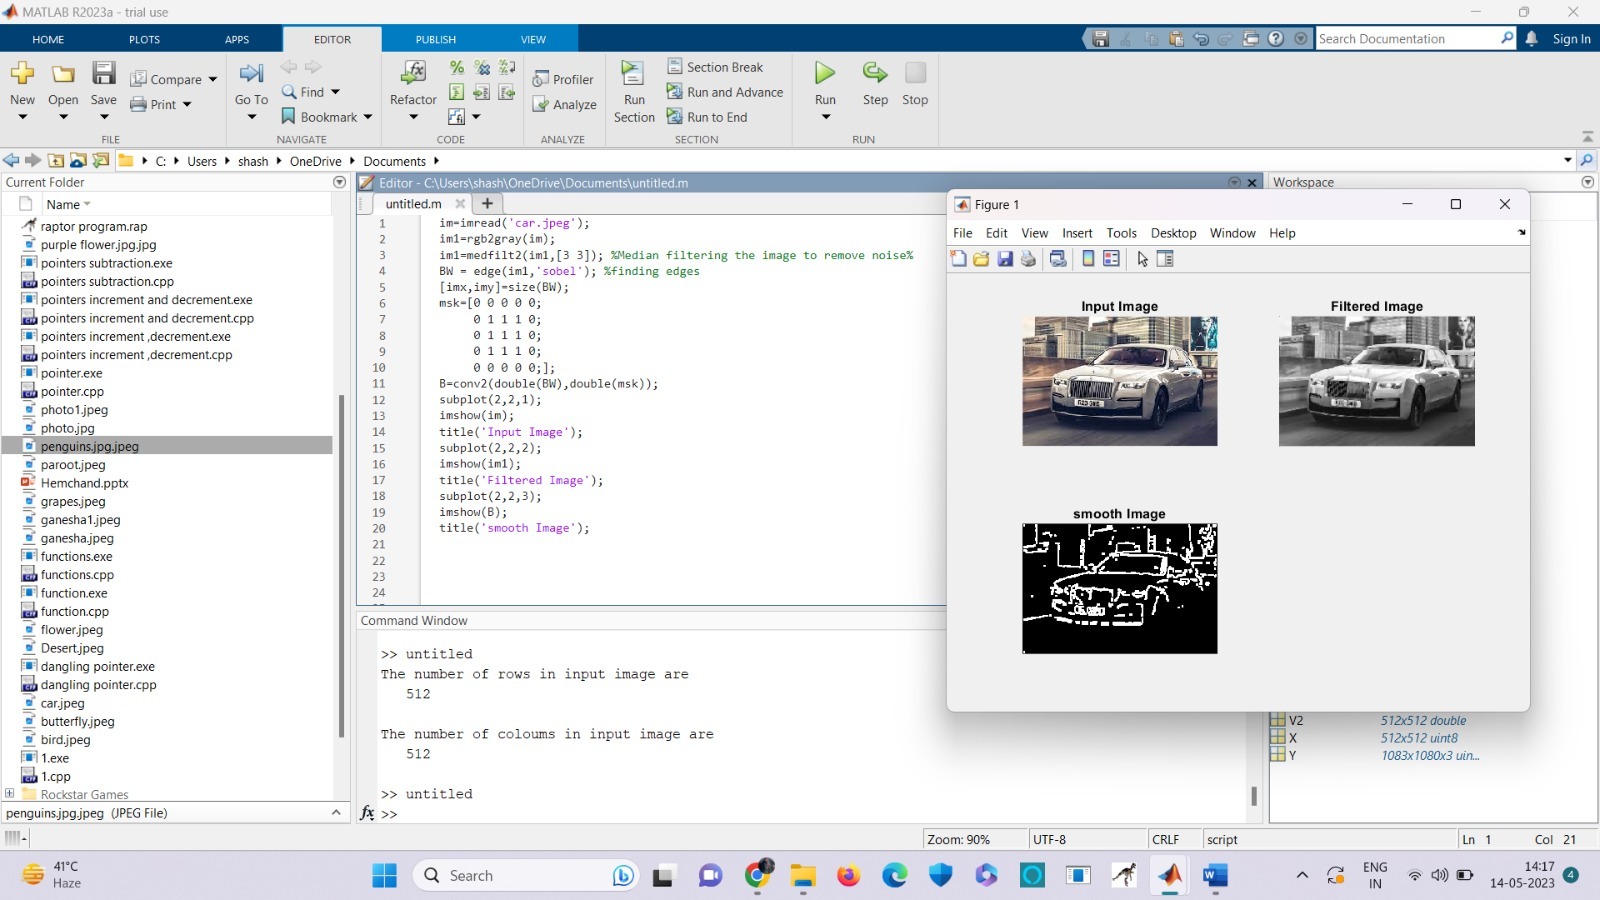 MATLAB R2023a - trial use
HOME PLOTS APPS EDITOR PUBLISH VIEW
Search Documentation
Sign In
New Open Save Compare Print
Go To Find Bookmark
Refactor
Profiler
Analyze
Run Section
Section Break
Run and Advance
Run to End
Run Step Stop
FILE NAVIGATE CODE ANALYZE SECTION RUN
C: Users shash OneDrive Documents
Current Folder
Name
raptor program.rap
purple flower.jpg.jpg
pointers subtraction.exe
pointers subtraction.cpp
pointers increment and decrement.exe
pointers increment and decrement.cpp
pointers increment ,decrement.exe
pointers increment ,decrement.cpp
pointer.exe
pointer.cpp
photo1.jpeg
photo.jpg
penguins.jpg.jpeg
paroot.jpeg
Hemchand.pptx
grapes.jpeg
ganesha1.jpeg
ganesha.jpeg
functions.exe
functions.cpp
function.exe
function.cpp
flower.jpeg
Desert.jpeg
dangling pointer.exe
dangling pointer.cpp
car.jpeg
butterfly.jpeg
bird.jpeg
1.exe
1.cpp
Rockstar Games
penguins.jpg.jpeg (JPEG File)
Editor - C:\Users\shash\OneDrive\Documents\untitled.m
untitled.m
1 im=imread('car.jpeg');
2 im1=rgb2gray(im);
3 im1=medfilt2(im1,[3 3]); %Median filtering the image to remove noise%
4 BW = edge(im1,'sobel'); %finding edges
5 [imx,imy]=size(BW);
6 msk=[0 0 0 0 0;
7 0 1 1 1 0;
8 0 1 1 1 0;
9 0 1 1 1 0;
10 0 0 0 0 0;];
11 B=conv2(double(BW),double(msk));
12 subplot(2,2,1);
13 imshow(im);
14 title('Input Image');
15 subplot(2,2,2);
16 imshow(im1);
17 title('Filtered Image');
18 subplot(2,2,3);
19 imshow(B);
20 title('smooth Image');
21
22
23
24
Command Window
>> untitled
The number of rows in input image are
512
The number of coloums in input image are
512
>> untitled
fx >>
Workspace
Figure 1
File Edit View Insert Tools Desktop Window Help
Input Image
Filtered Image
smooth Image
V2 512x512 double
X 512x512 uint8
Y 1083x1080x3 uin...
Zoom: 90% UTF-8 CRLF script Ln 1 Col 21
41°C
Haze
Search
ENG
IN
14:17
14-05-2023
4